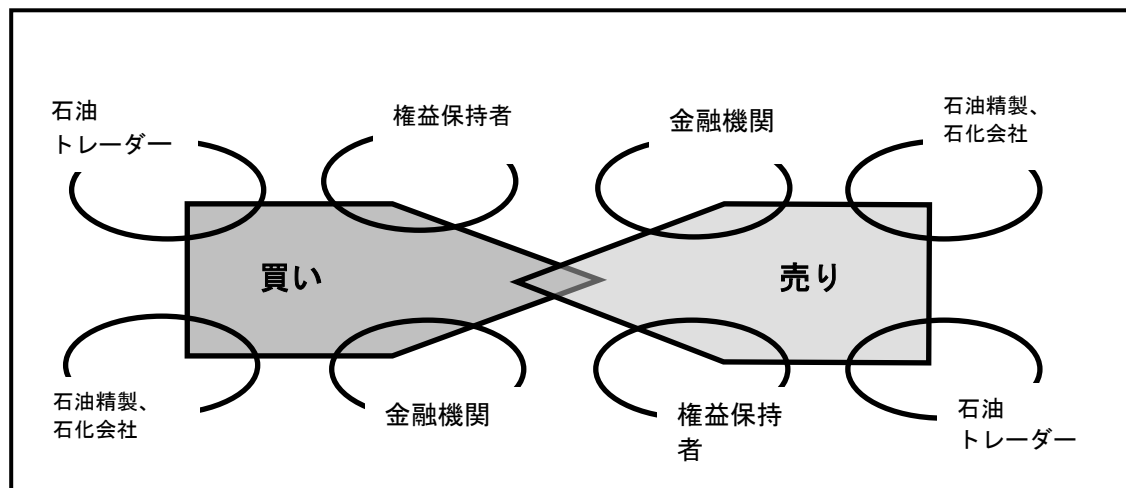 石油
トレーダー
権益保持者
金融機関
石油精製、
石化会社
買い
売り
石油精製、
石化会社
金融機関
権益保持
者
石油
トレーダー